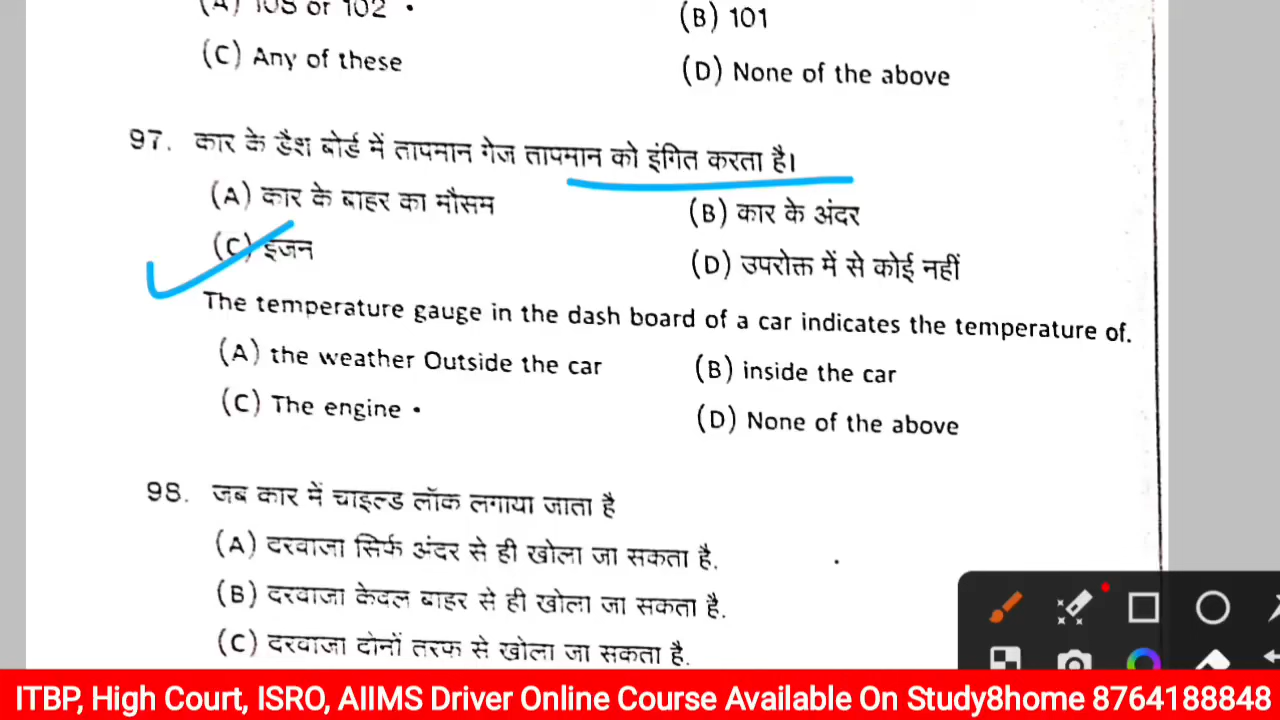 (A) 108 or 102 •
(B) 101
(C) Any of these
(D) None of the above
97. कार के डैश बोर्ड में तापमान गेज तापमान को इंगित करता है।
(A) कार के बाहर का मौसम
(B) कार के अंदर
(C) इंजन
(D) उपरोक्त में से कोई नहीं
The temperature gauge in the dash board of a car indicates the temperature of.
(A) the weather Outside the car
(B) inside the car
(C) The engine •
(D) None of the above
98. जब कार में चाइल्ड लॉक लगाया जाता है
(A) दरवाजा सिर्फ अंदर से ही खोला जा सकता है.
(B) दरवाजा केवल बाहर से ही खोला जा सकता है.
(C) दरवाजा दोनों तरफ से खोला जा सकता है.
ITBP, High Court, ISRO, AIIMS Driver Online Course Available On Study8home 8764188848